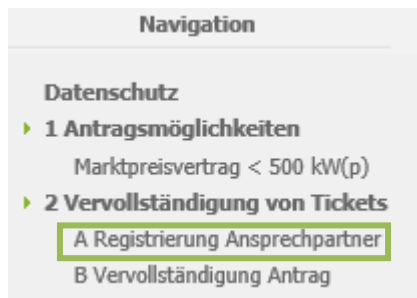 Navigation
Datenschutz
1 Antragsmöglichkeiten
Marktpreisvertrag < 500 kW(p)
2 Vervollständigung von Tickets
A Registrierung Ansprechpartner
B Vervollständigung Antrag